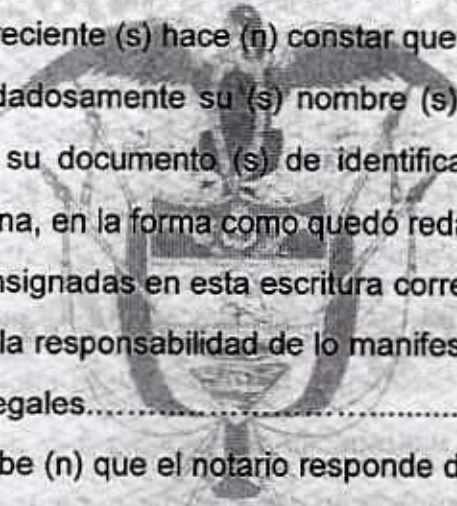 reciente (s) hace (n) constar que
dadosamente su (s) nombre (s)
su documento (s) de identifica
na, en la forma como quedó reda
nsignadas en esta escritura corre
la responsabilidad de lo manifes
egales..............................
be (n) que el notario responde d